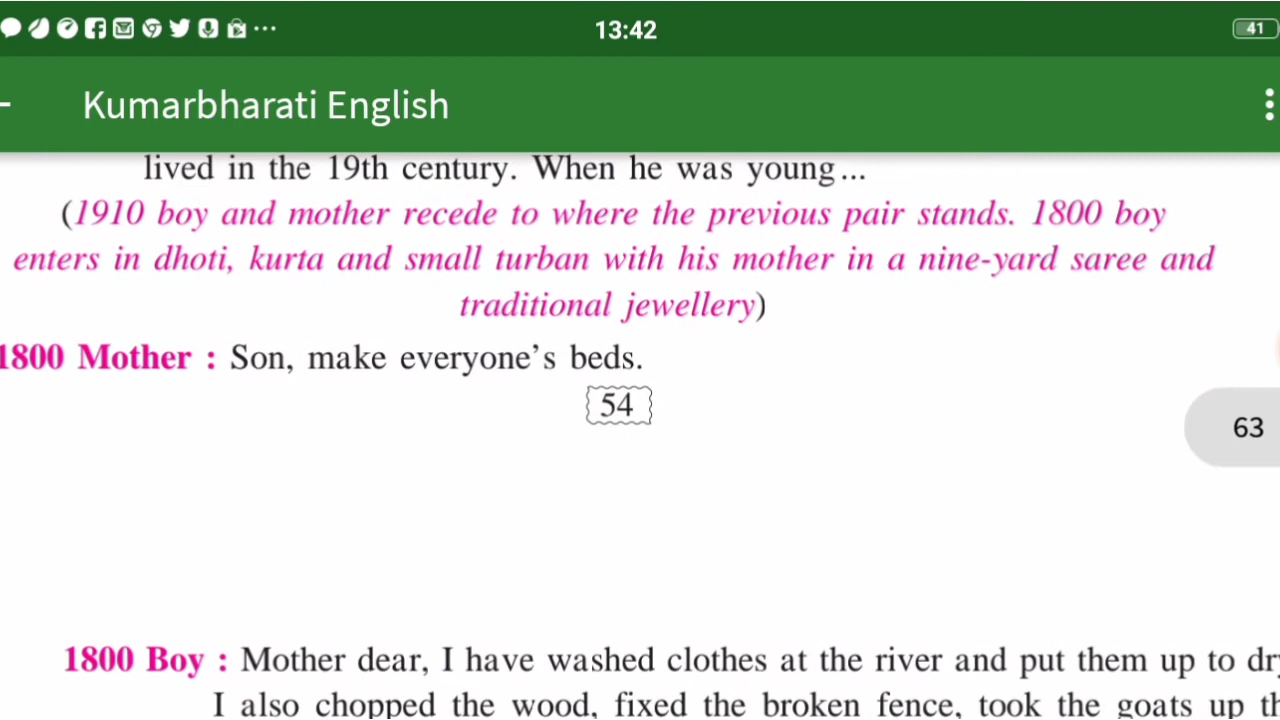 13:42
41
Kumarbharati English
lived in the 19th century. When he was young...
(1910 boy and mother recede to where the previous pair stands. 1800 boy
enters in dhoti, kurta and small turban with his mother in a nine-yard saree and
traditional jewellery)
1800 Mother : Son, make everyone's beds.
54
63
1800 Boy : Mother dear, I have washed clothes at the river and put them up to
I also chopped the wood, fixed the broken fence, took the goats up